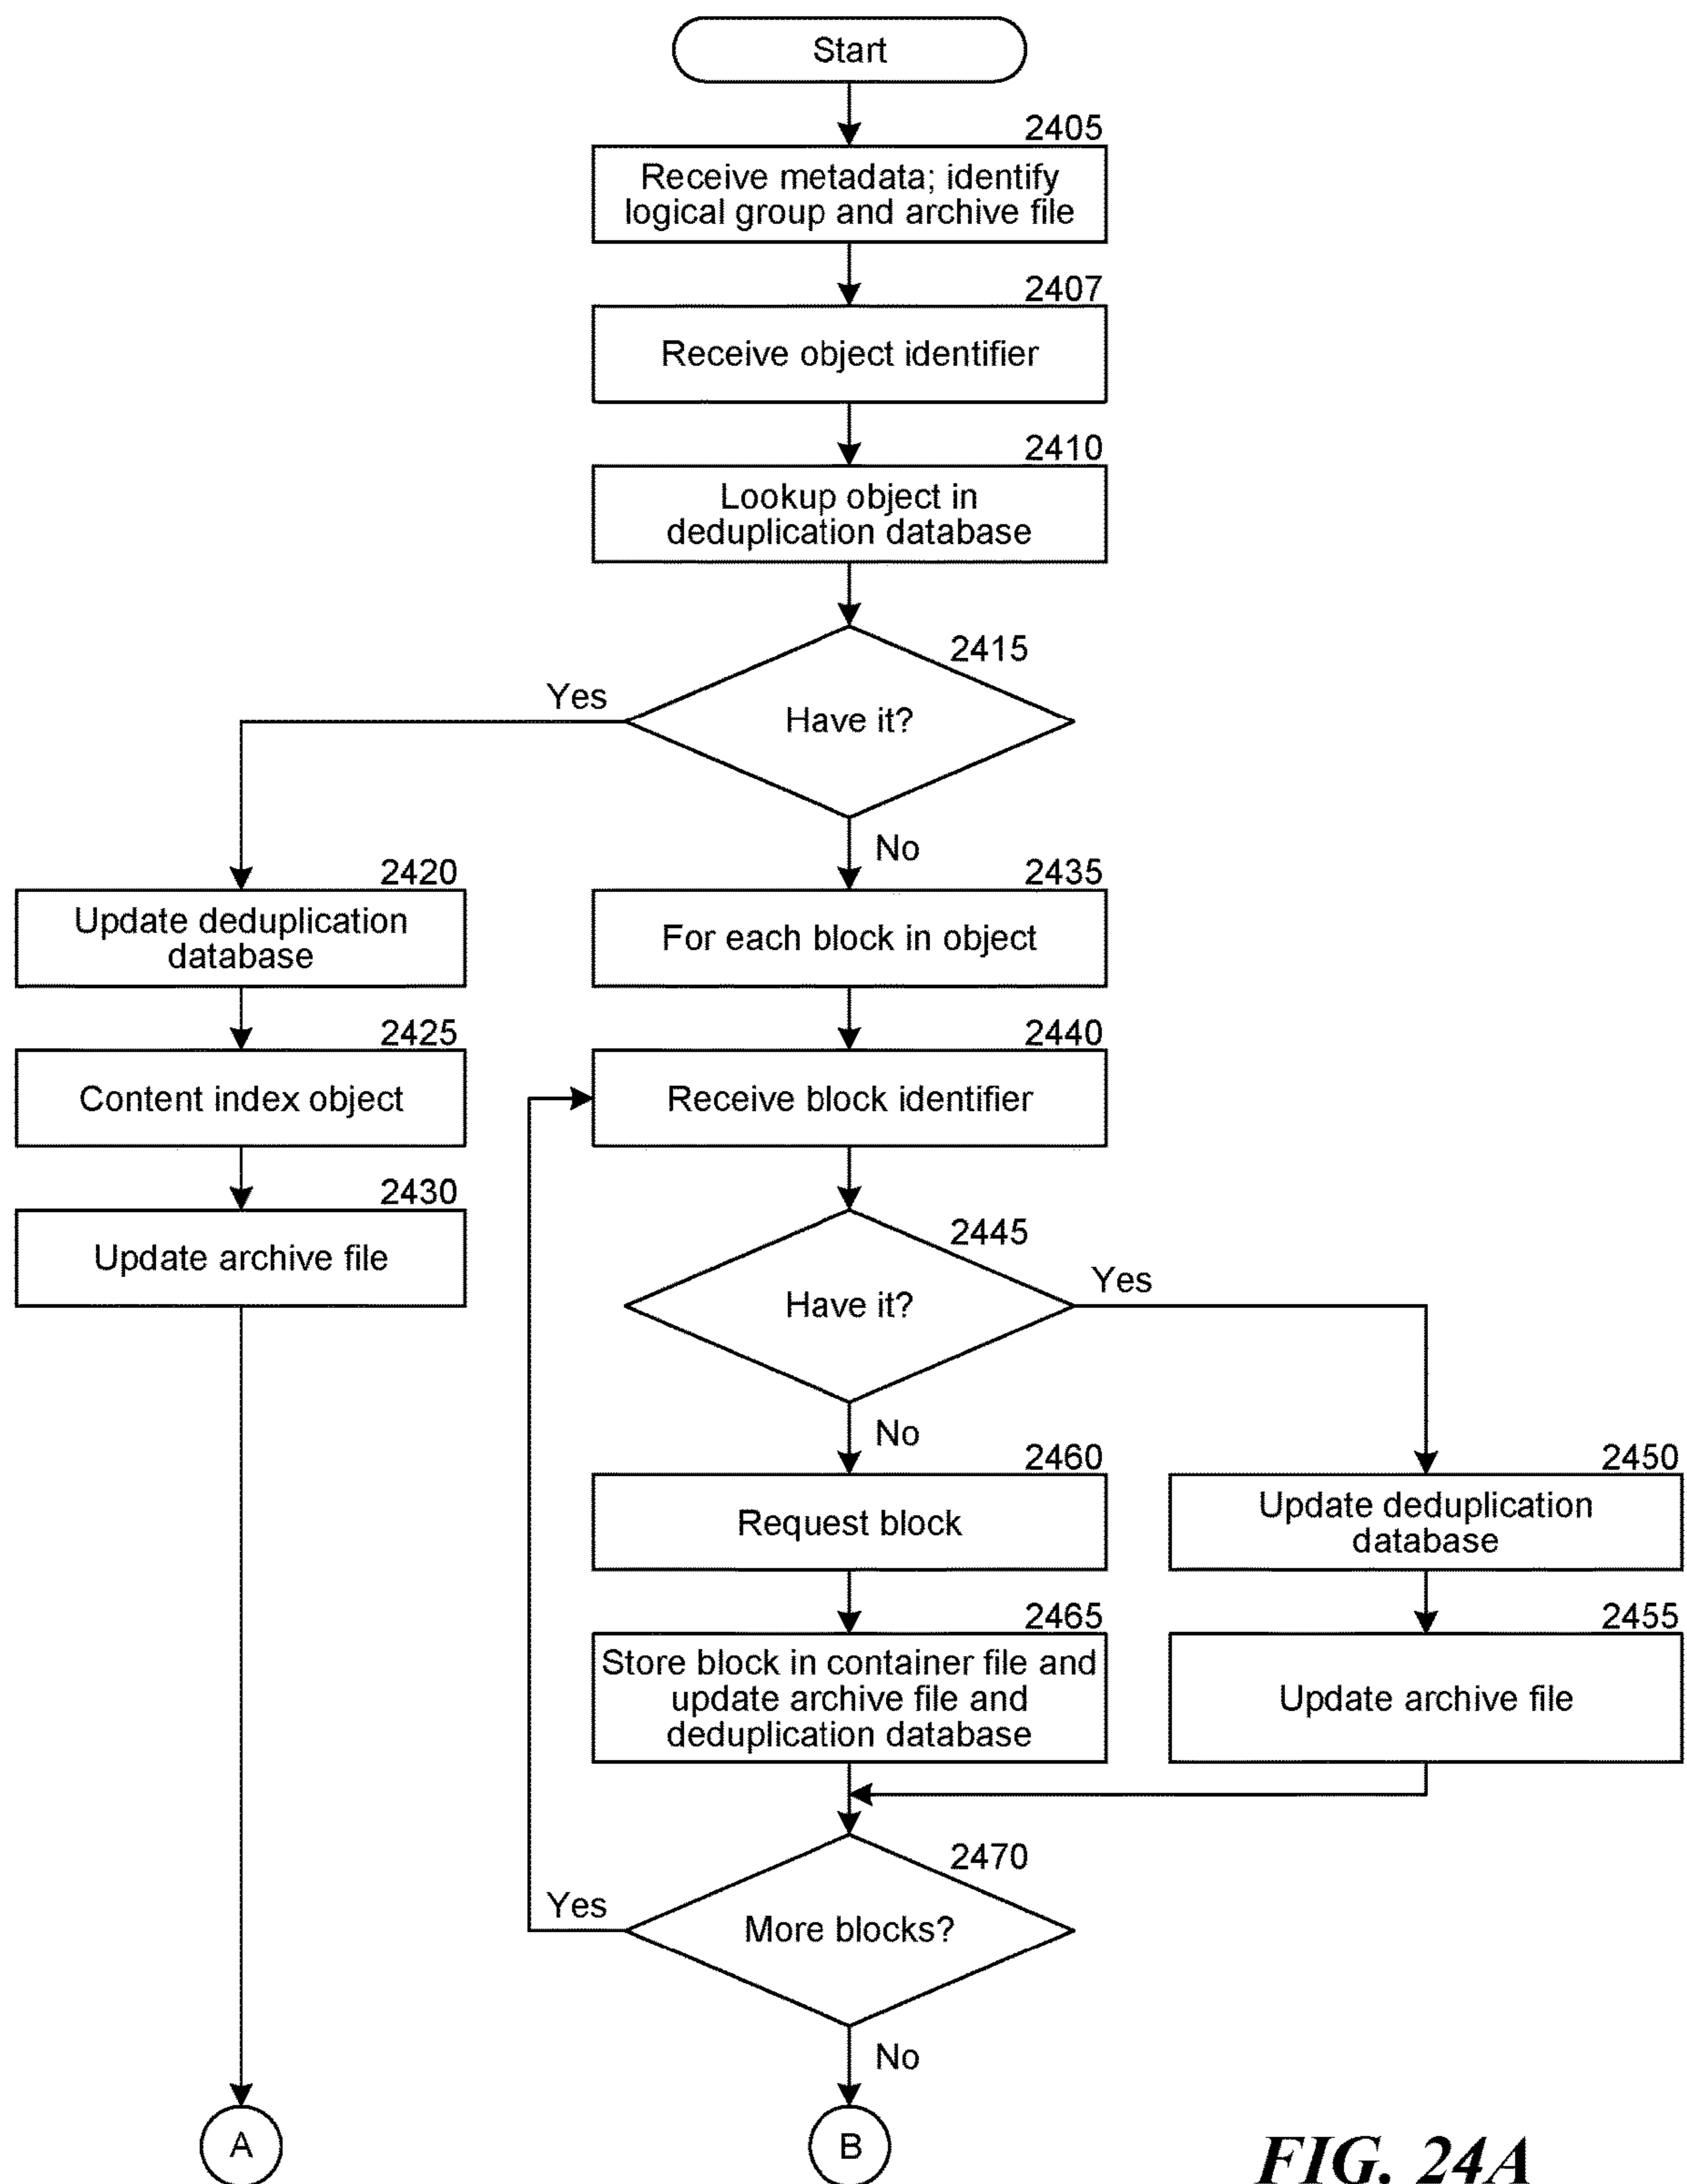 Start
2405
Receive metadata; identify
logical group and archive file
2407
Receive object identifier
2410
Lookup object in
deduplication database
2415
Have it?
Yes
No
2420
Update deduplication
database
2435
For each block in object
2425
Content index object
2440
Receive block identifier
2430
Update archive file
2445
Have it?
Yes
No
2460
Request block
2450
Update deduplication
database
2465
Store block in container file and
update archive file and
deduplication database
2455
Update archive file
2470
More blocks?
Yes
No
A
B
FIG. 24A